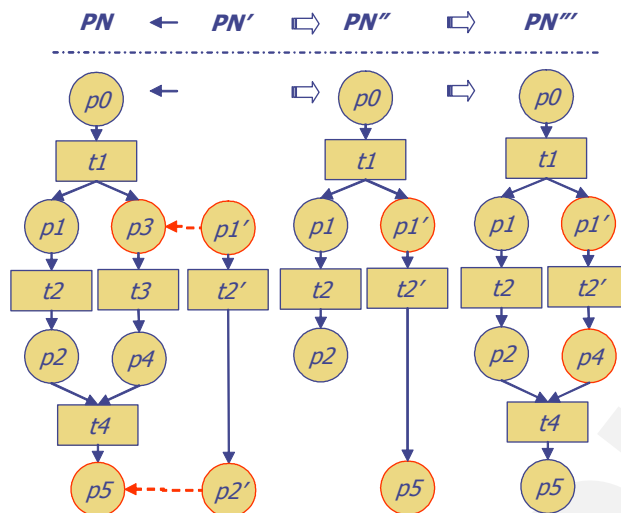 PN PN′ PN″ PN‴
p0 p0 p0
t1 t1 t1
p1 p3 p1′ p1 p1′ p1 p1′
t2 t3 t2′ t2 t2′ t2 t2′
p2 p4 p2 p2 p4
t4 t4
p5 p2′ p5 p5